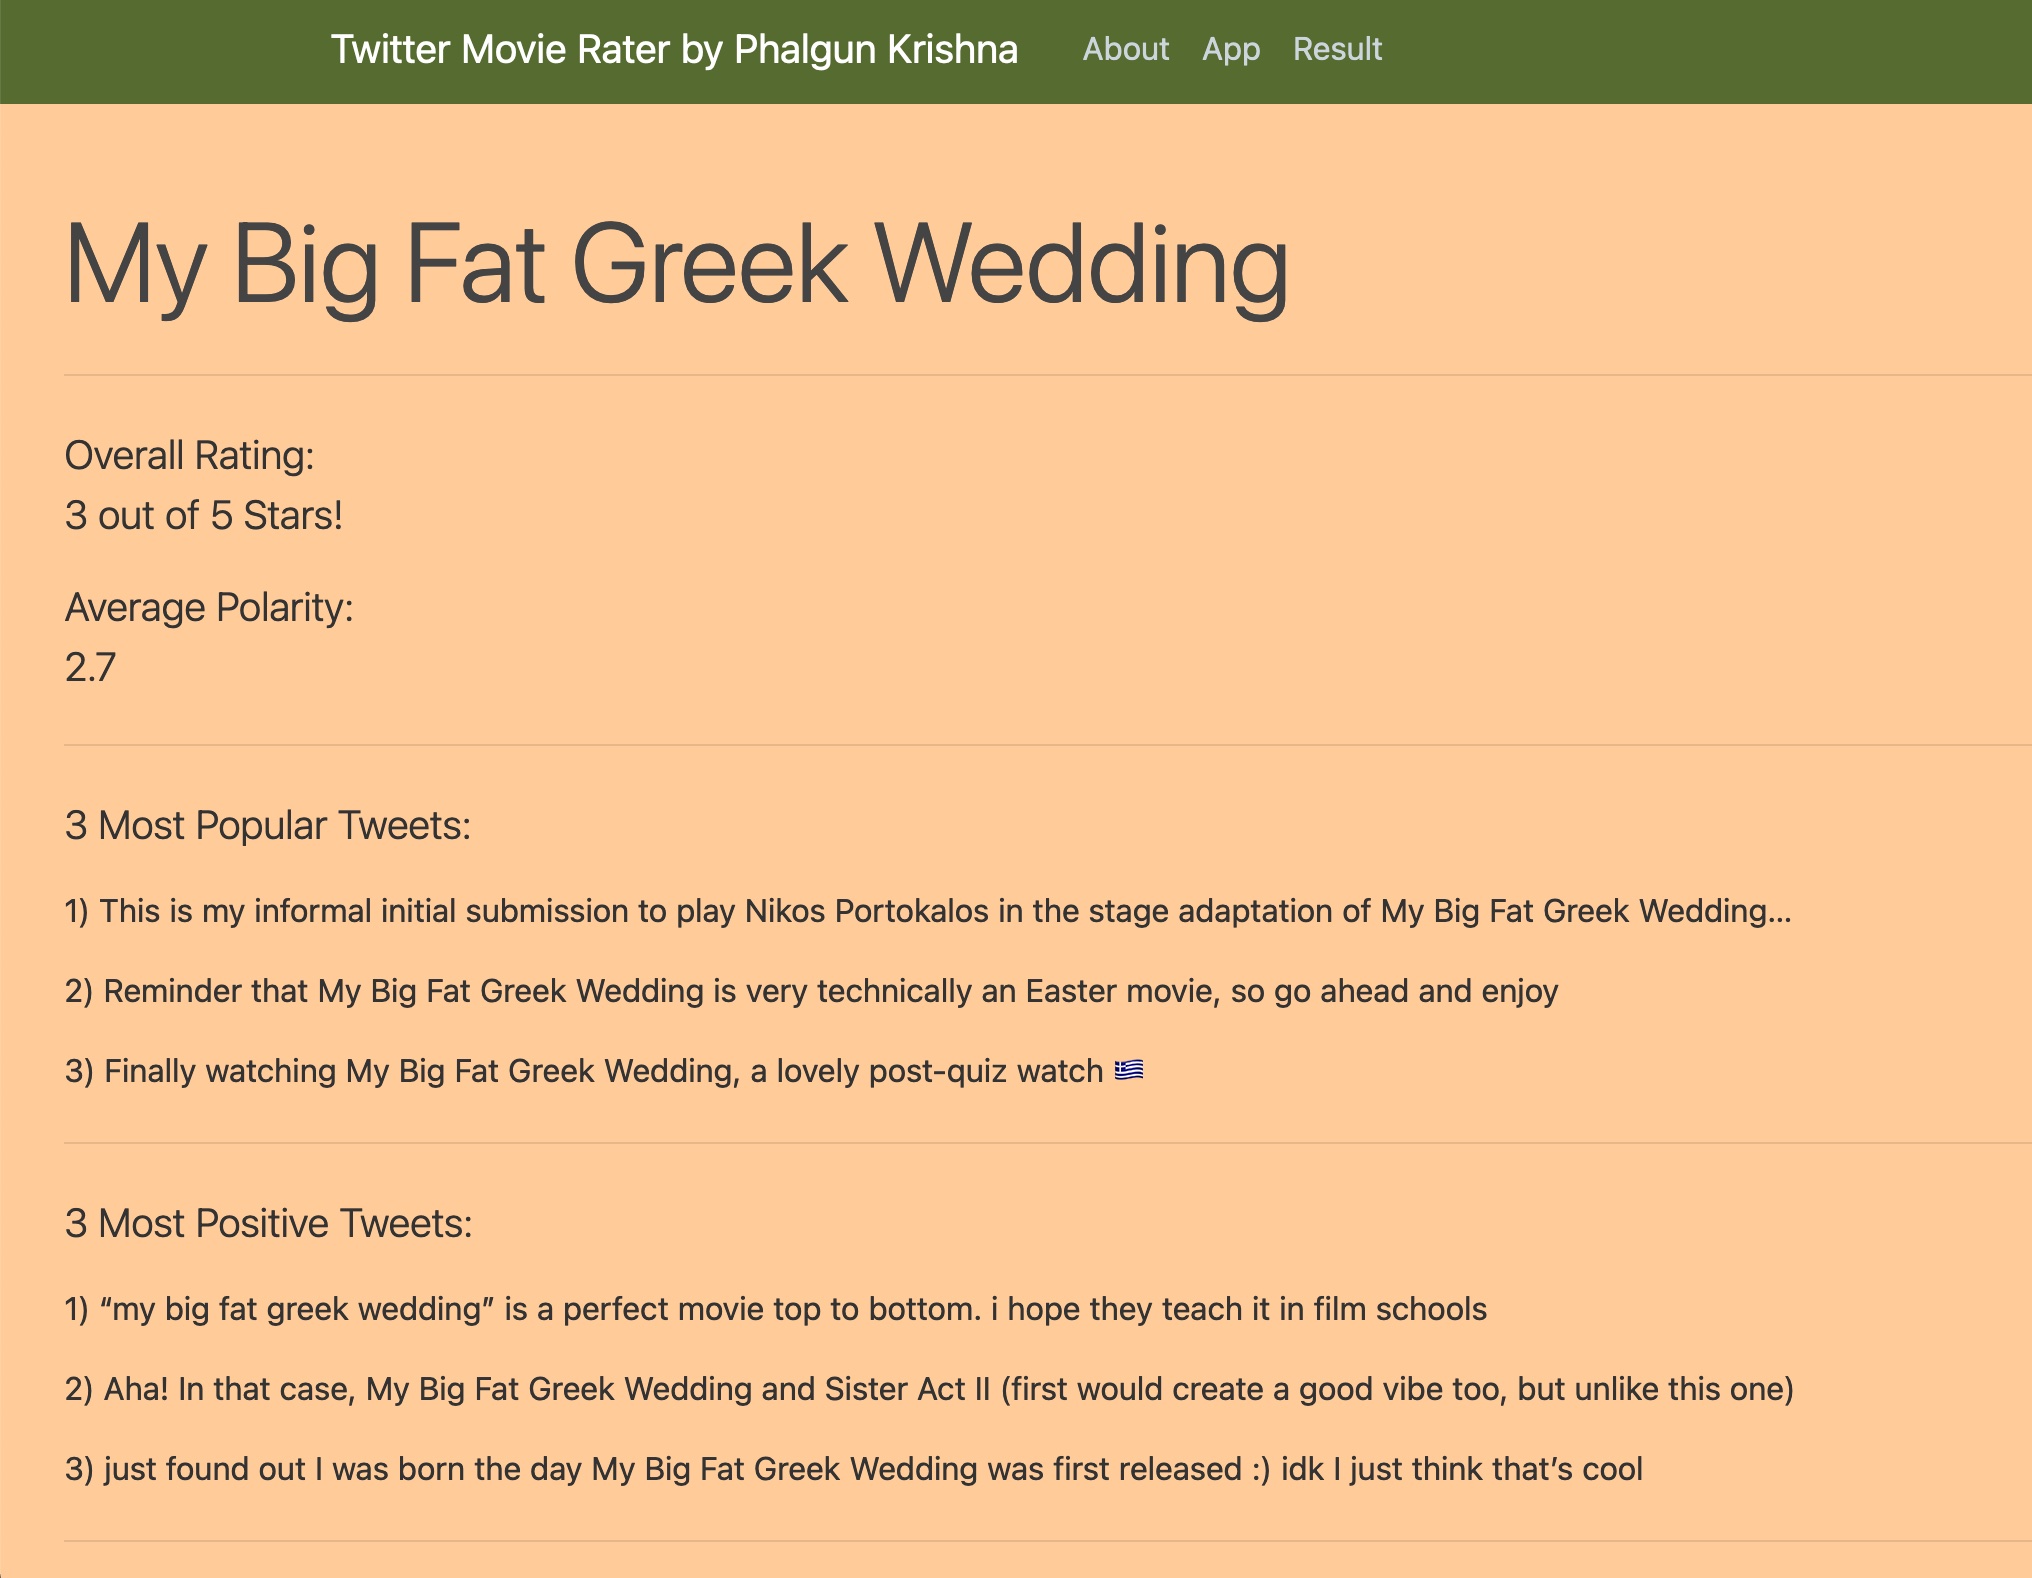 Twitter Movie Rater by Phalgun Krishna About App Result
My Big Fat Greek Wedding
Overall Rating:
3 out of 5 Stars!
Average Polarity:
2.7
3 Most Popular Tweets:
1) This is my informal initial submission to play Nikos Portokalos in the stage adaptation of My Big Fat Greek Wedding...
2) Reminder that My Big Fat Greek Wedding is very technically an Easter movie, so go ahead and enjoy
3) Finally watching My Big Fat Greek Wedding, a lovely post-quiz watch 🇬🇷
3 Most Positive Tweets:
1) “my big fat greek wedding” is a perfect movie top to bottom. i hope they teach it in film schools
2) Aha! In that case, My Big Fat Greek Wedding and Sister Act II (first would create a good vibe too, but unlike this one)
3) just found out I was born the day My Big Fat Greek Wedding was first released :) idk I just think that’s cool